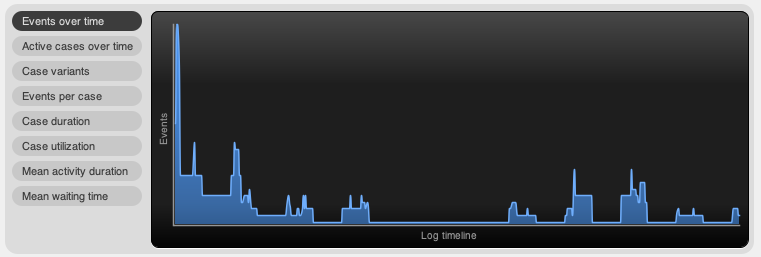 Events over time
Active cases over time
Case variants
Events per case
Case duration
Case utilization
Mean activity duration
Mean waiting time
Events
Log timeline